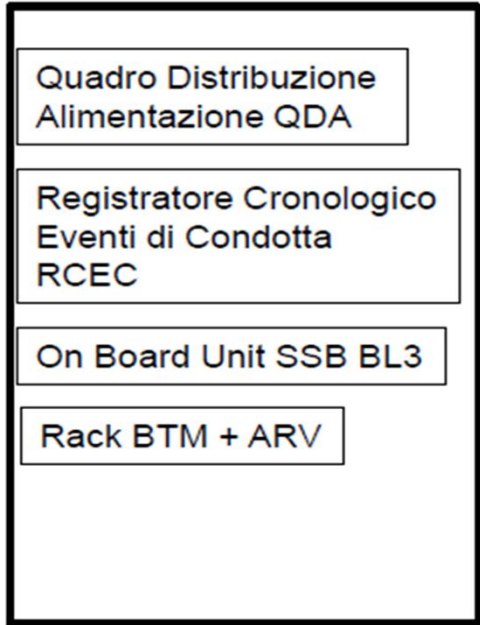 Quadro Distribuzione
Alimentazione QDA
Registratore Cronologico
Eventi di Condotta
RCEC
On Board Unit SSB BL3
Rack BTM + ARV